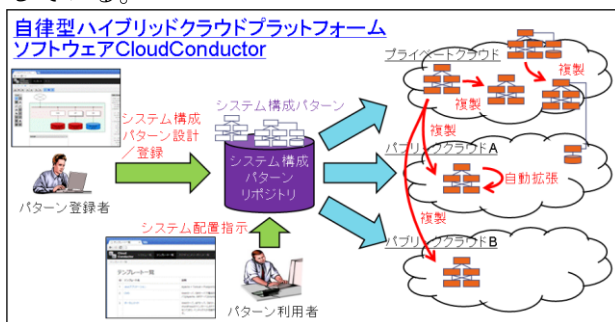 している。
自律型ハイブリッドクラウドプラットフォーム
ソフトウェアCloudConductor
プライベートクラウド
複製
複製
複製
システム構成パターン
システム構成
パターン設計
／登録
システム構成
パターン
リポジトリ
パターン登録者
パブリッククラウドA
自動拡張
複製
システム配置指示
パブリッククラウドB
テンプレート一覧
パターン利用者